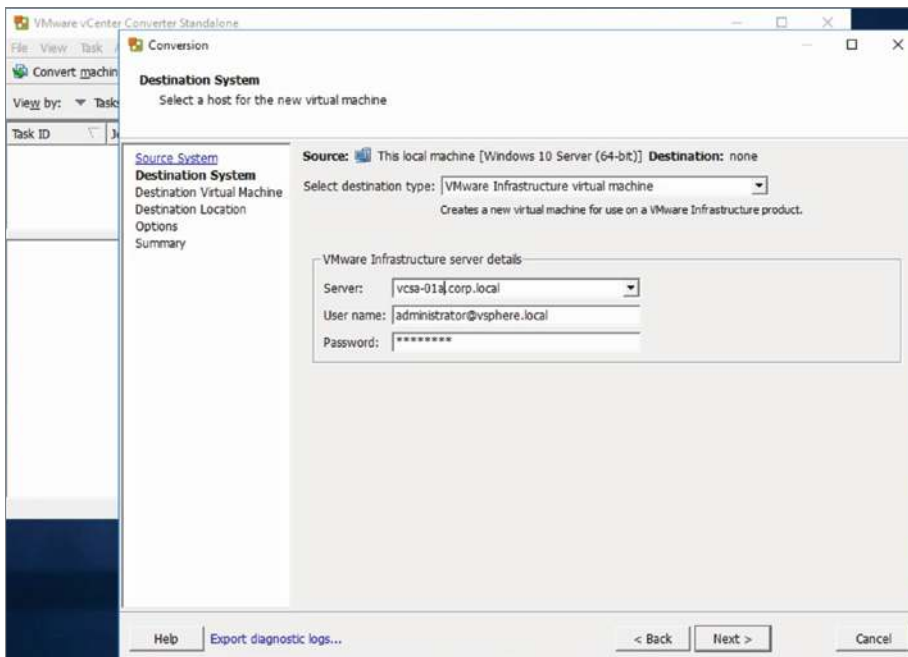 VMware vCenter Converter Standalone
File View Task
Convert machin
View by: Task
Task ID
Conversion
Destination System
Select a host for the new virtual machine
Source System
Destination System
Destination Virtual Machine
Destination Location
Options
Summary
Source: This local machine [Windows 10 Server (64-bit)] Destination: none
Select destination type: VMware Infrastructure virtual machine
Creates a new virtual machine for use on a VMware Infrastructure product.
VMware Infrastructure server details
Server: vcsa-01a.corp.local
User name: administrator@vsphere.local
Password: ********
Help Export diagnostic logs... < Back Next > Cancel